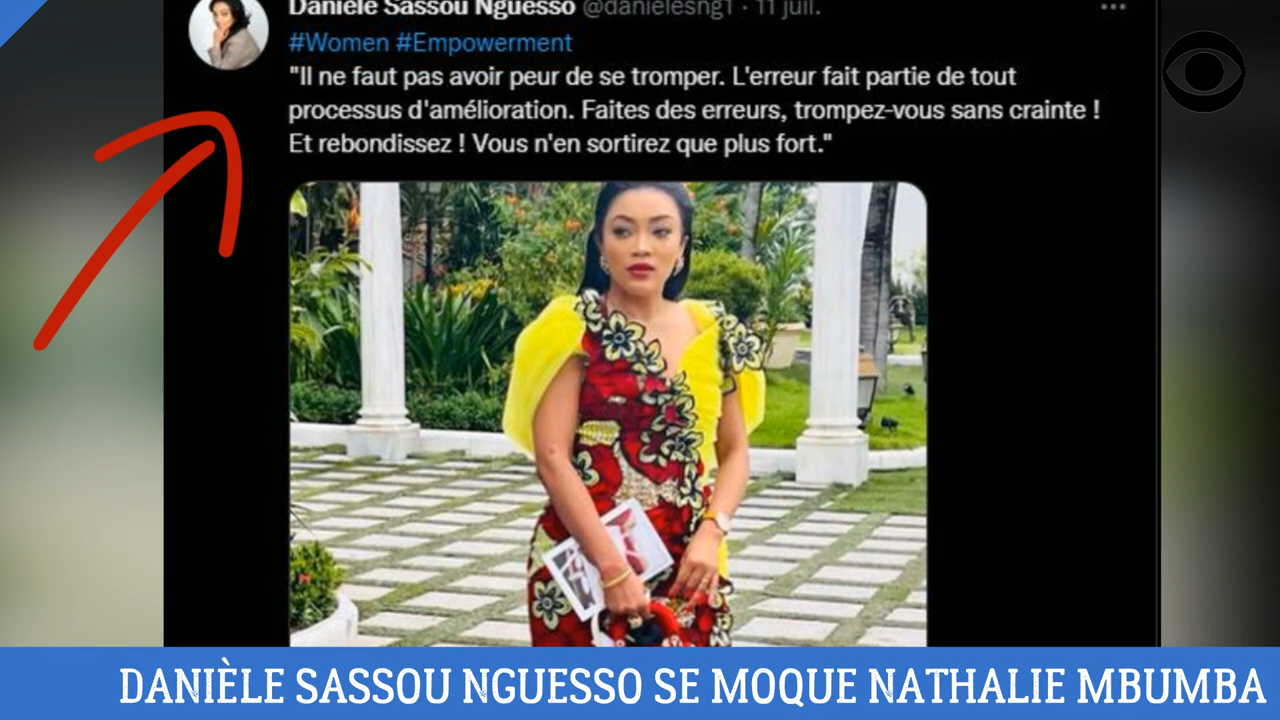 Danièle Sassou Nguesso @danielesng1 · 11 juil.
#Women #Empowerment
"Il ne faut pas avoir peur de se tromper. L'erreur fait partie de tout
processus d'amélioration. Faites des erreurs, trompez-vous sans crainte !
Et rebondissez ! Vous n'en sortirez que plus fort."
DANIÈLE SASSOU NGUESSO SE MOQUE NATHALIE MBUMBA